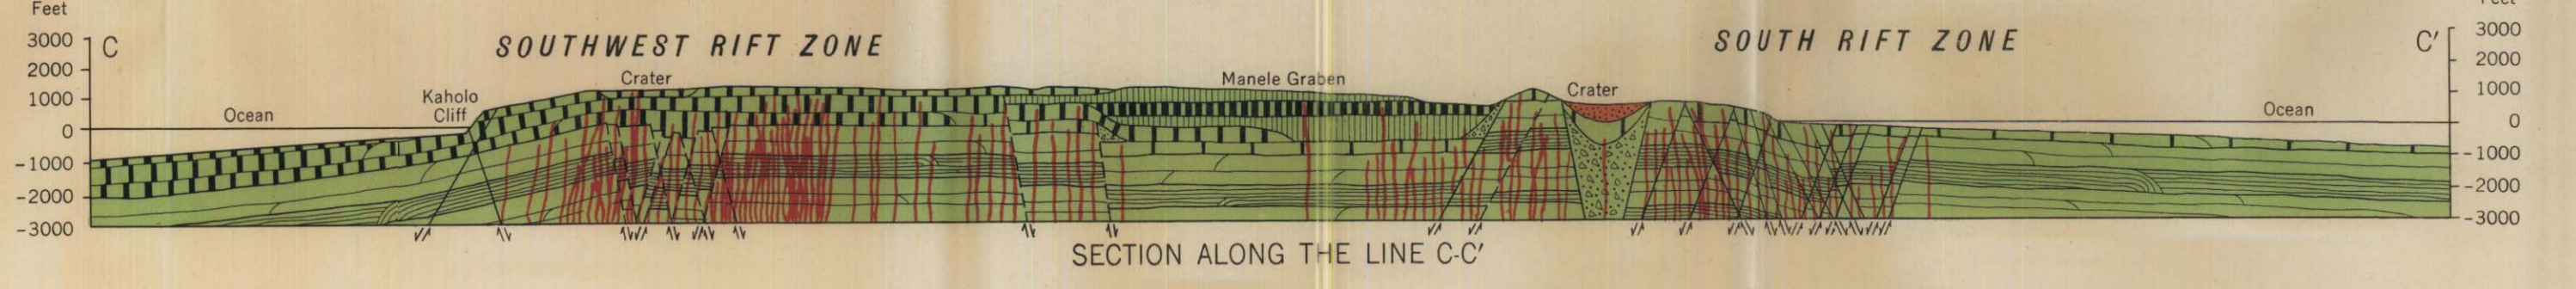 Feet
3000
2000
1000
0
-1000
-2000
-3000
C
SOUTHWEST RIFT ZONE
Crater
Kaholo
Cliff
Ocean
Manele Graben
SOUTH RIFT ZONE
Crater
Ocean
C′
Feet
3000
2000
1000
0
-1000
-2000
-3000
SECTION ALONG THE LINE C-C′